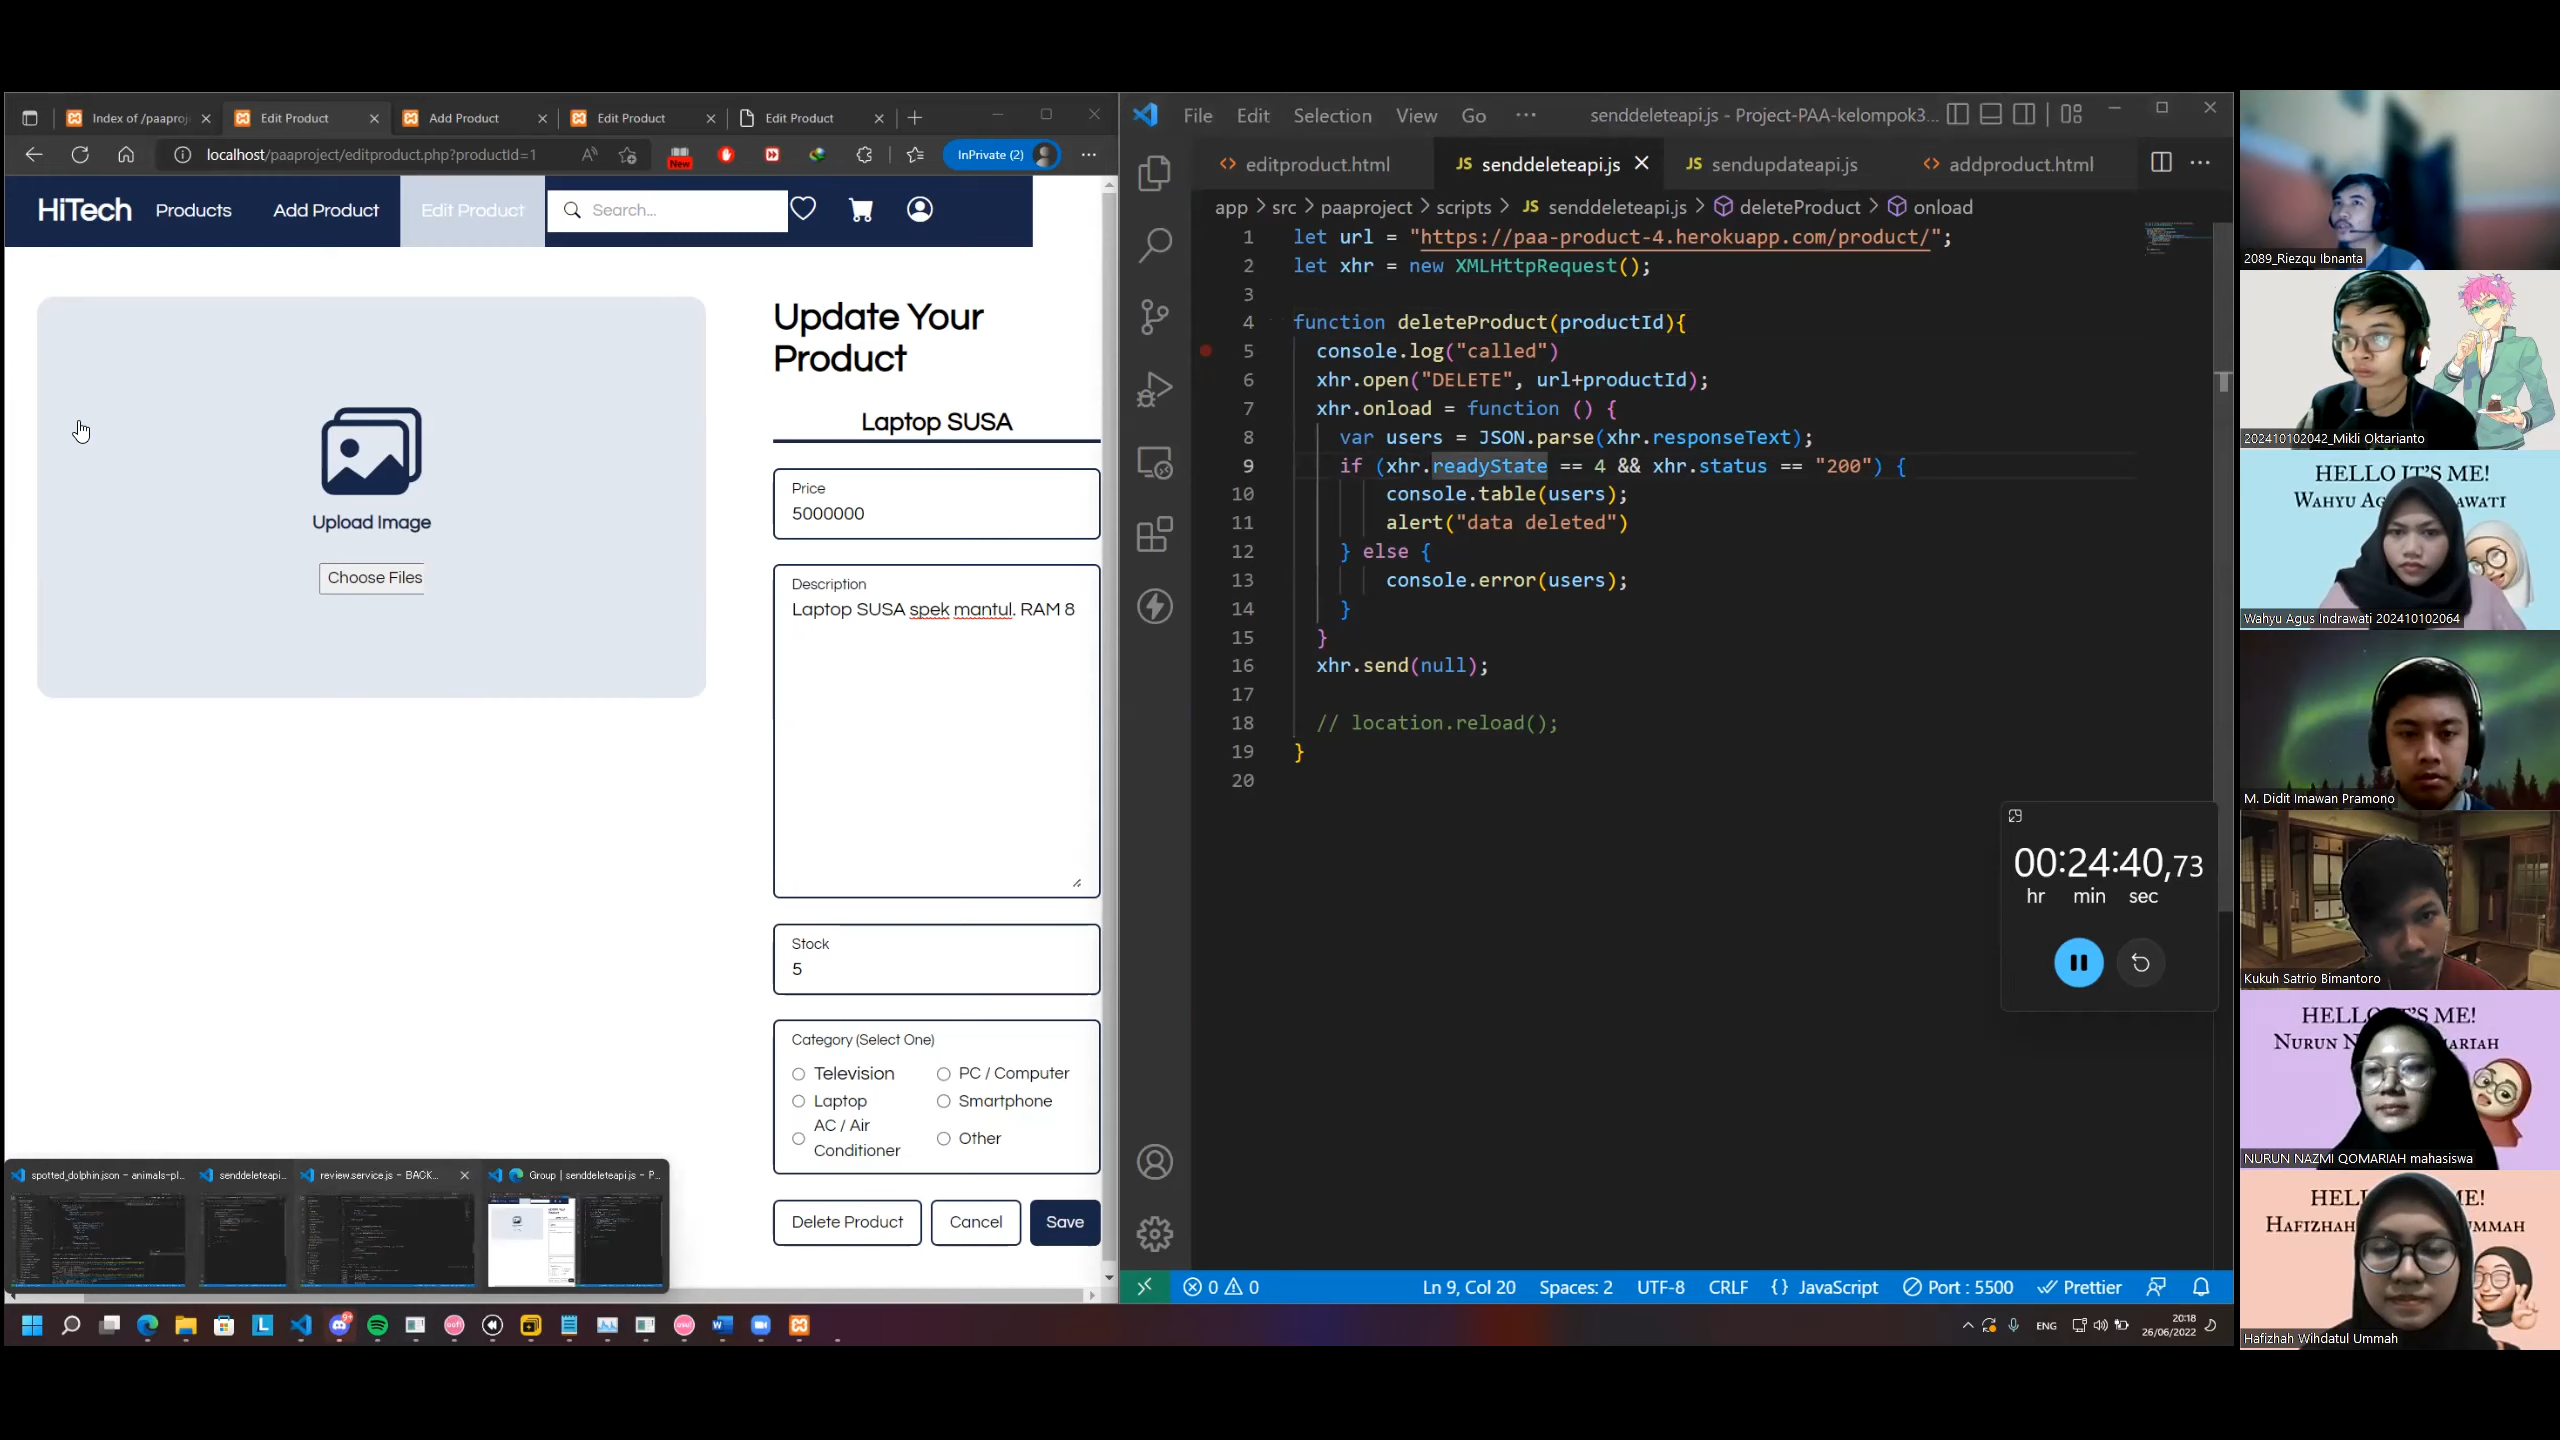 Index of /paaproj
Edit Product
Add Product
Edit Product
Edit Product
localhost/paaproject/editproduct.php?productId=1
New
InPrivate (2)
HiTech
Products
Add Product
Edit Product
Search...
Upload Image
Choose Files
Update Your
Product
Laptop SUSA
Price
5000000
Description
Laptop SUSA spek mantul. RAM 8
Stock
5
Category (Select One)
Television
PC / Computer
Laptop
Smartphone
AC / Air
Conditioner
Other
Delete Product
Cancel
Save
spotted_dolphin.json - animals-pl...
senddeleteapi...
review.service.js - BACK...
Group | senddeleteapi.js - P...
File Edit Selection View Go ···
senddeleteapi.js - Project-PAA-kelompok3...
editproduct.html
JS senddeleteapi.js
JS sendupdateapi.js
addproduct.html
app > src > paaproject > scripts > JS senddeleteapi.js > deleteProduct > onload
1 let url = "https://paa-product-4.herokuapp.com/product/";
2 let xhr = new XMLHttpRequest();
3
4 function deleteProduct(productId){
5 console.log("called")
6 xhr.open("DELETE", url+productId);
7 xhr.onload = function () {
8 var users = JSON.parse(xhr.responseText);
9 if (xhr.readyState == 4 && xhr.status == "200") {
10 console.table(users);
11 alert("data deleted")
12 } else {
13 console.error(users);
14 }
15 }
16 xhr.send(null);
17
18 // location.reload();
19 }
20
00:24:40,73
hr min sec
0 0
Ln 9, Col 20
Spaces: 2
UTF-8
CRLF
{} JavaScript
Port : 5500
Prettier
ENG
20:18
26/06/2022
2089_Riezqu Ibnanta
202410102042_Mikli Oktarianto
HELLO IT'S ME!
Wahyu Agus Indrawati 202410102064
M. Didit Imawan Pramono
Kukuh Satrio Bimantoro
NURUN NAZMI QOMARIAH mahasiswa
Hafizhah Wihdatul Ummah